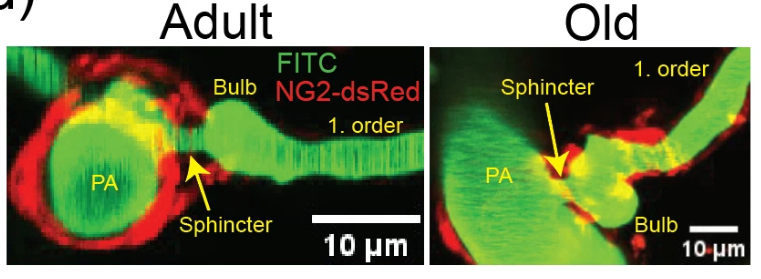 d)
Adult
Old
FITC
NG2-dsRed
Bulb
1. order
PA
Sphincter
10 µm
Sphincter
1. order
PA
Bulb
10 µm